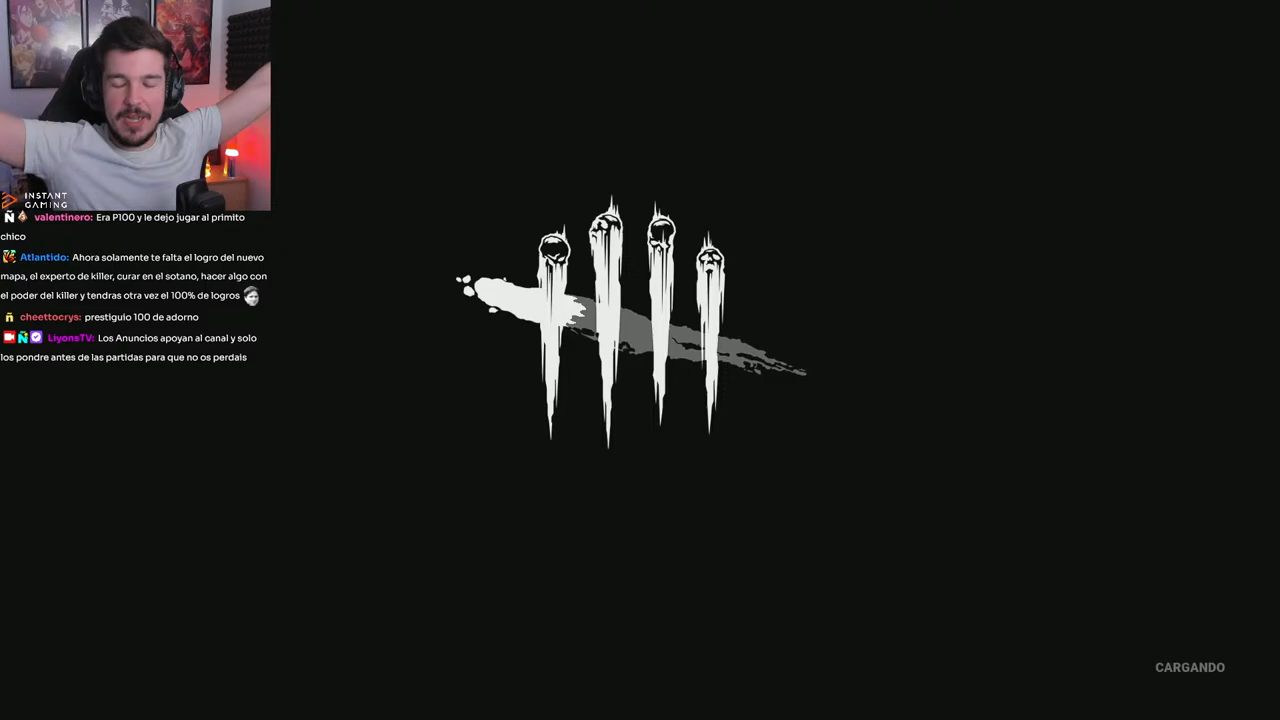 INSTANT
GAMING
valentinero: Era P100 y le dejo jugar al primito
chico
Atlantido: Ahora solamente te falta el logro del nuevo
mapa, el experto de killer, curar en el sotano, hacer algo con
el poder del killer y tendras otra vez el 100% de logros
cheettocrys: prestiguio 100 de adorno
LiyonsTV: Los Anuncios apoyan al canal y solo
los pondre antes de las partidas para que no os perdais
CARGANDO